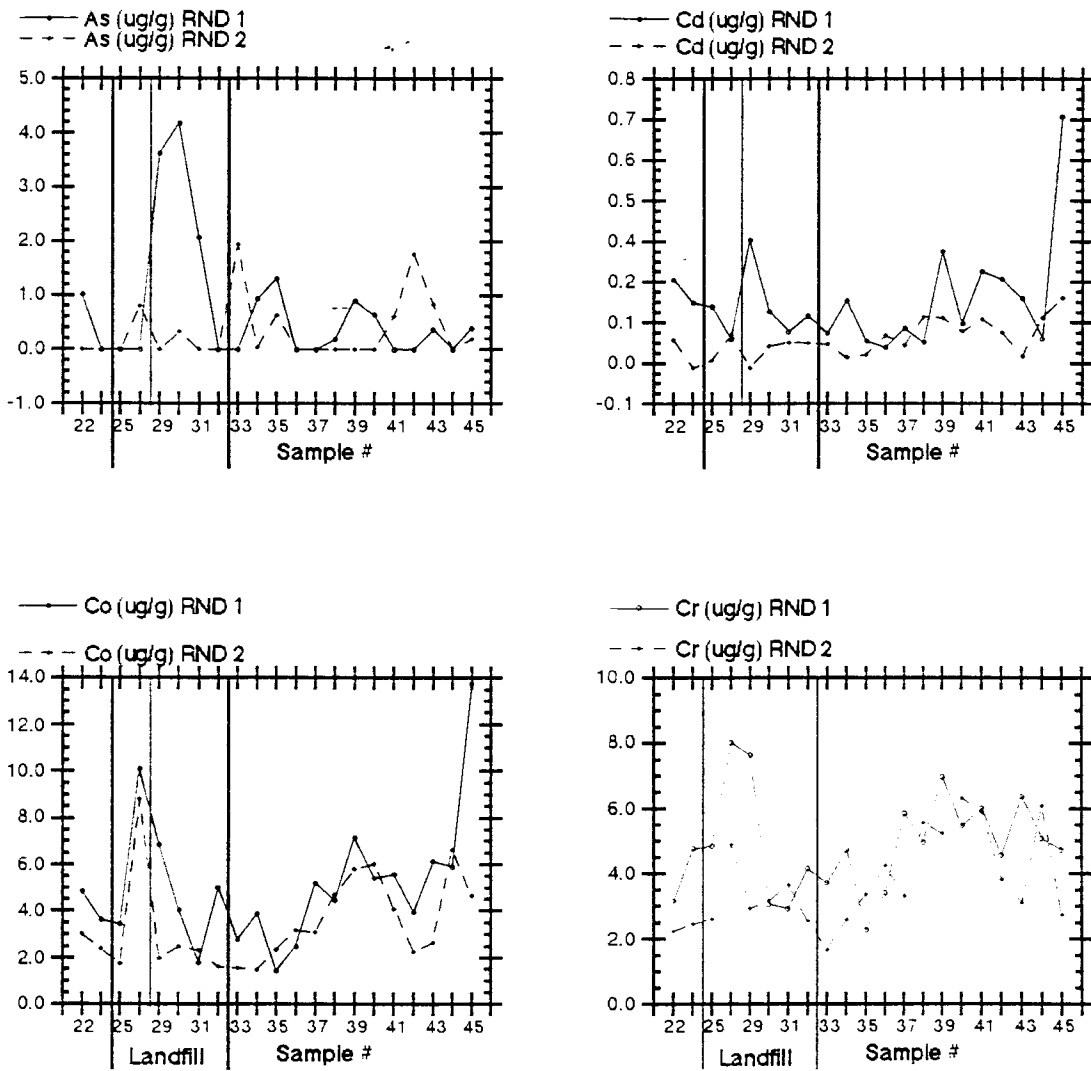 As (ug/g) RND 1
As (ug/g) RND 2
5.0
4.0
3.0
2.0
1.0
0.0
-1.0
22 25 29 31 33 35 37 39 41 43 45
Sample #
Cd (ug/g) RND 1
Cd (ug/g) RND 2
0.8
0.7
0.6
0.5
0.4
0.2
0.1
0.0
-0.1
22 25 29 31 33 35 37 39 41 43 45
Sample #
Co (ug/g) RND 1
Co (ug/g) RND 2
14.0
12.0
10.0
8.0
6.0
4.0
2.0
0.0
22 25 29 31 33 35 37 39 41 43 45
Landfill
Sample #
Cr (ug/g) RND 1
Cr (ug/g) RND 2
10.0
8.0
6.0
4.0
2.0
0.0
22 25 29 31 33 35 37 39 41 43 45
Landfill
Sample #